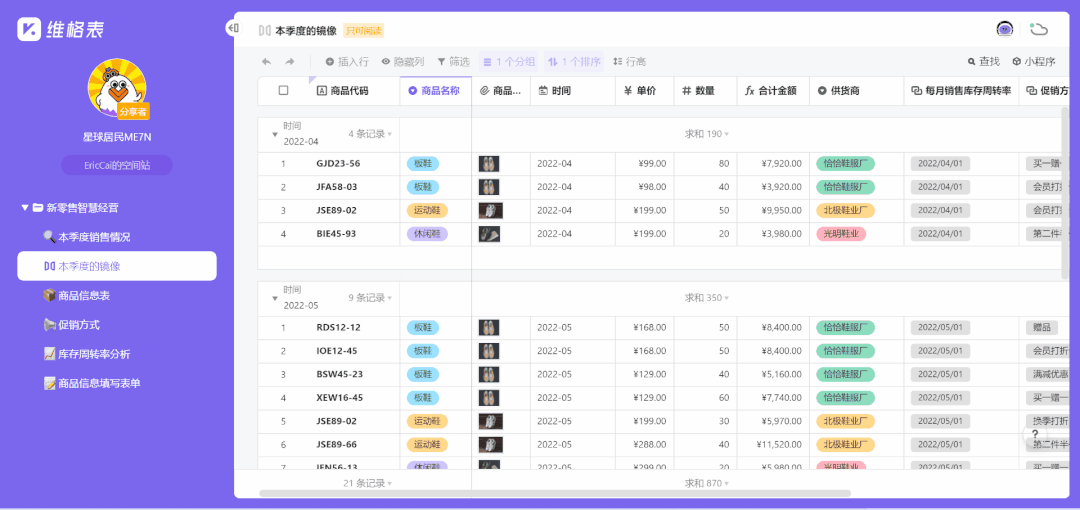 维格表
分享者
星球居民ME7N
EricCai的空间站
新零售智慧经营
本季度销售情况
本季度的镜像
商品信息表
促销方式
库存周转率分析
商品信息填写表单
本季度的镜像 只可阅读
插入行 隐藏列 筛选 1 个分组 1 个排序 行高 查找 小程序
商品代码 商品名称 商品... 时间 ¥ 单价 # 数量 fx 合计金额 供货商 每月销售库存周转率 促销方
时间
2022-04 4 条记录 求和 190
1 GJD23-56 板鞋 2022-04 ¥99.00 80 ¥7,920.00 恰恰鞋服厂 2022/04/01 买一赠一
2 JFA58-03 板鞋 2022-04 ¥98.00 40 ¥3,920.00 恰恰鞋服厂 2022/04/01 会员打折
3 JSE89-02 运动鞋 2022-04 ¥199.00 50 ¥9,950.00 北极鞋业厂 2022/04/01 会员打折
4 BIE45-93 休闲鞋 2022-04 ¥199.00 20 ¥3,980.00 光明鞋业 2022/04/01 第二件半
时间
2022-05 9 条记录 求和 350
1 RDS12-12 板鞋 2022-05 ¥168.00 50 ¥8,400.00 恰恰鞋服厂 2022/05/01 赠品
2 IOE12-45 板鞋 2022-05 ¥168.00 50 ¥8,400.00 恰恰鞋服厂 2022/05/01 会员打折
3 BSW45-23 板鞋 2022-05 ¥129.00 40 ¥5,160.00 恰恰鞋服厂 2022/05/01 满减优惠
4 XEW16-45 板鞋 2022-05 ¥129.00 60 ¥7,740.00 恰恰鞋服厂 2022/05/01 买一赠一
5 JSE89-02 运动鞋 2022-05 ¥199.00 30 ¥5,970.00 北极鞋业厂 2022/05/01 换季打折
6 JSE89-66 运动鞋 2022-05 ¥288.00 40 ¥11,520.00 北极鞋业厂 2022/05/01 第二件半
?
7 JEN56-13 休闲鞋 2022-05 ¥299.00 20 ¥5,980.00 光明鞋业 2022/05/01 买一赠一
21 条记录 求和 870